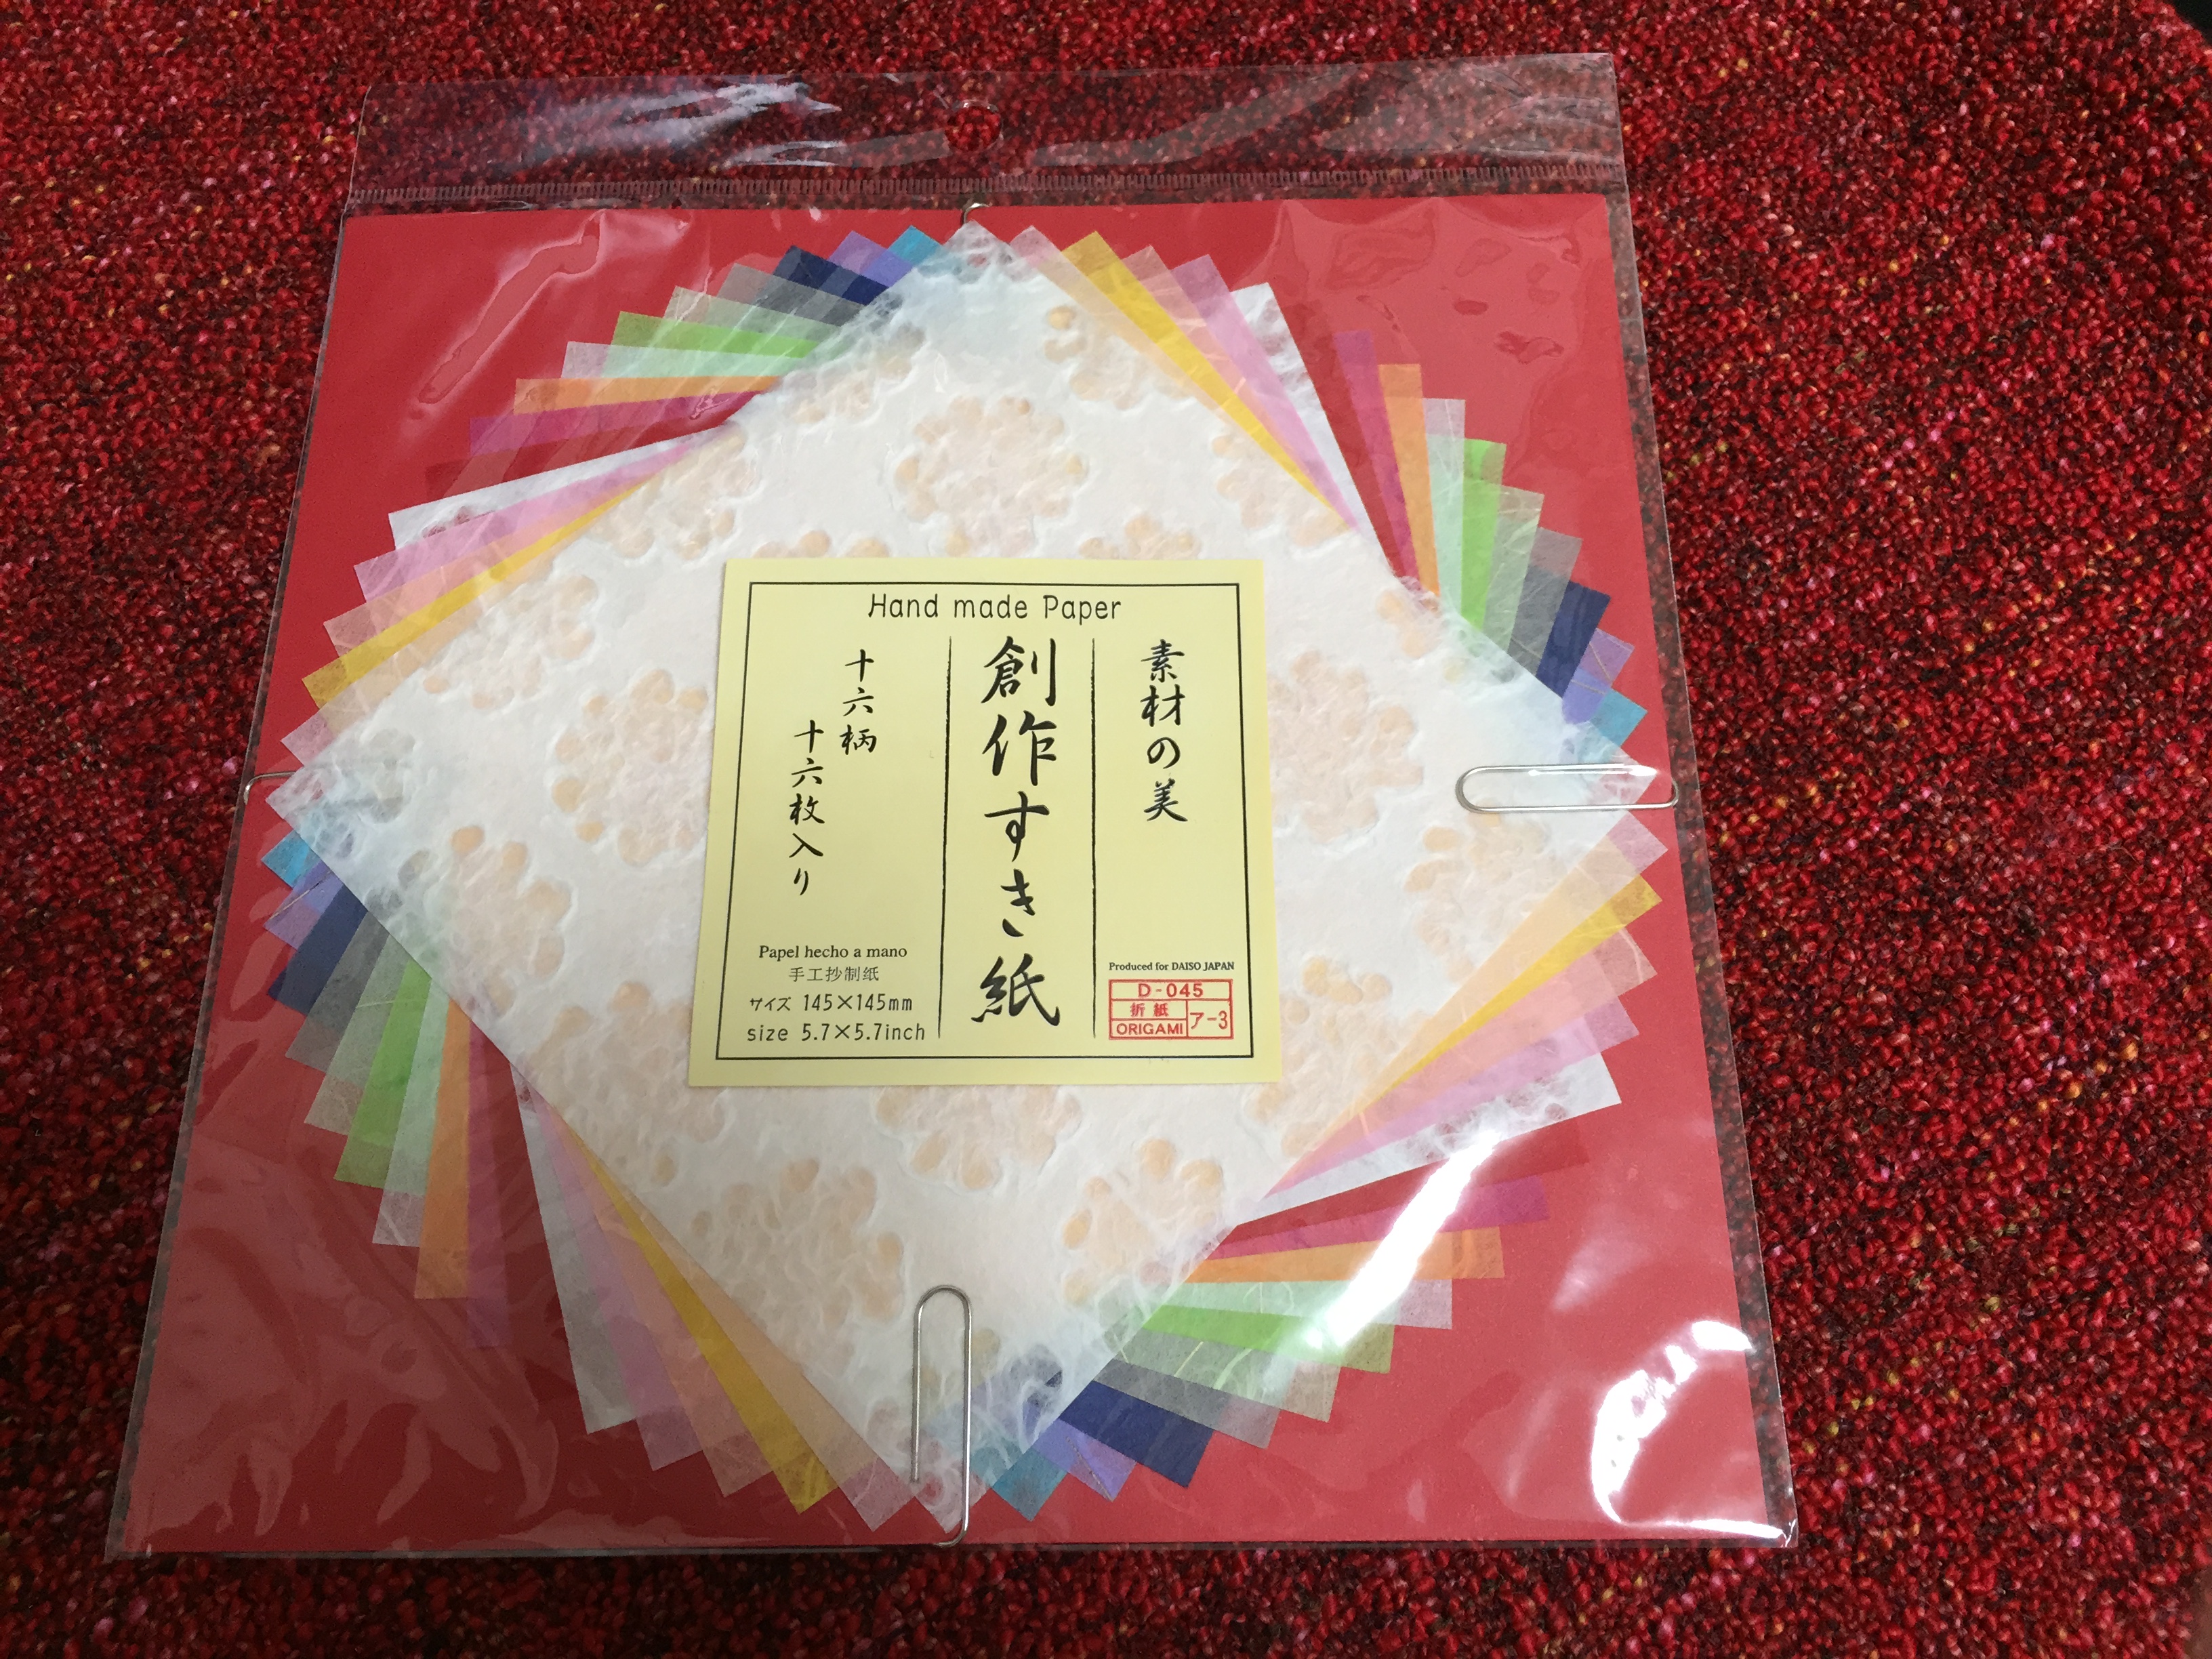 Hand made Paper
素材の美
創作すき紙
十六柄
十六枚入り
Papel hecho a mano
手工抄制纸
サイズ 145×145mm
size 5.7×5.7inch
Produced for DAISO JAPAN
D-045
折紙
ORIGAMI
ア-3